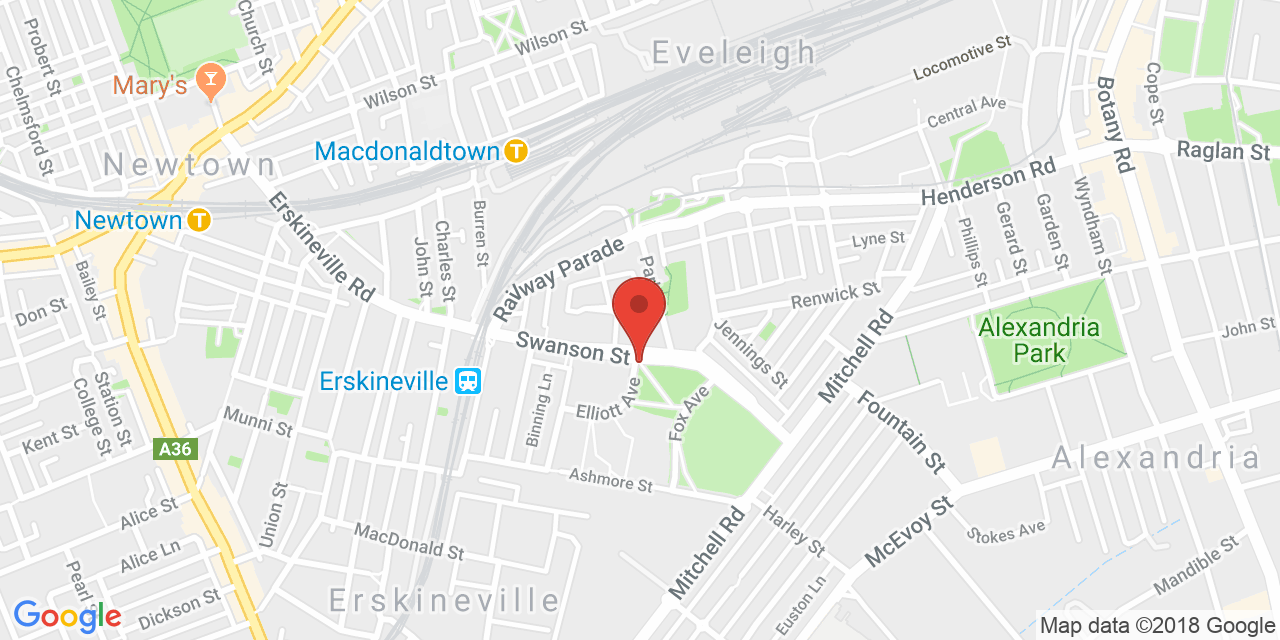 Probert St
Church St
Wilson St
Eveleigh
Locomotive St
Mary's
Wilson St
Chelmsford St
Cope St
Botany Rd
Central Ave
Newtown
Macdonaldtown T
Raglan St
Henderson Rd
Newtown T
Erskineville Rd
Burren St
Wyndham St
Garden St
Gerard St
Phillips St
Charles St
John St
Lyne St
Railway Parade
Bailey St
Don St
Renwick St
Jennings St
Mitchell Rd
Alexandria
Park
John St
Swanson St
Erskineville
Station St
College St
Binning Ln
Elliott Ave
Fox Ave
Fountain St
Munni St
Kent St
A36
Alexandria
Ashmore St
Alice St
Union St
MacDonald St
Harley St
McEvoy St
Stokes Ave
Alice Ln
Mitchell Rd
Mandible St
Pearl S
Dickson St
Erskineville
Euston Ln
Google
Map data ©2018 Google